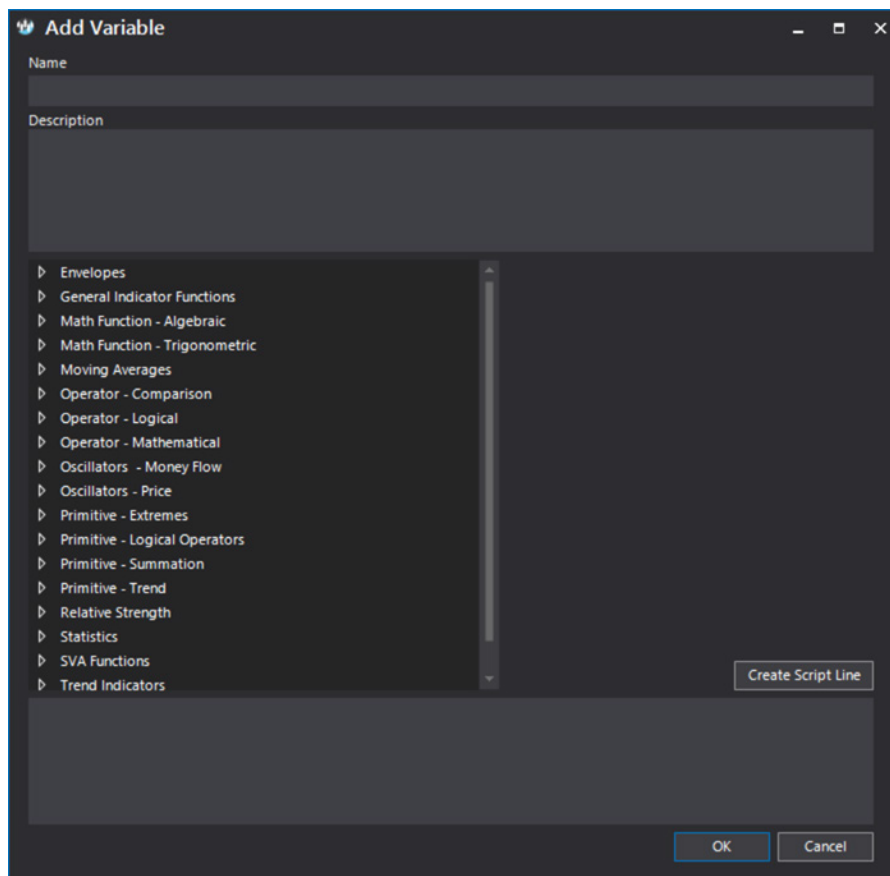 Add Variable
Name
Description
Envelopes
General Indicator Functions
Math Function - Algebraic
Math Function - Trigonometric
Moving Averages
Operator - Comparison
Operator - Logical
Operator - Mathematical
Oscillators  - Money Flow
Oscillators - Price
Primitive - Extremes
Primitive - Logical Operators
Primitive - Summation
Primitive - Trend
Relative Strength
Statistics
SVA Functions
Trend Indicators
Create Script Line
OK
Cancel